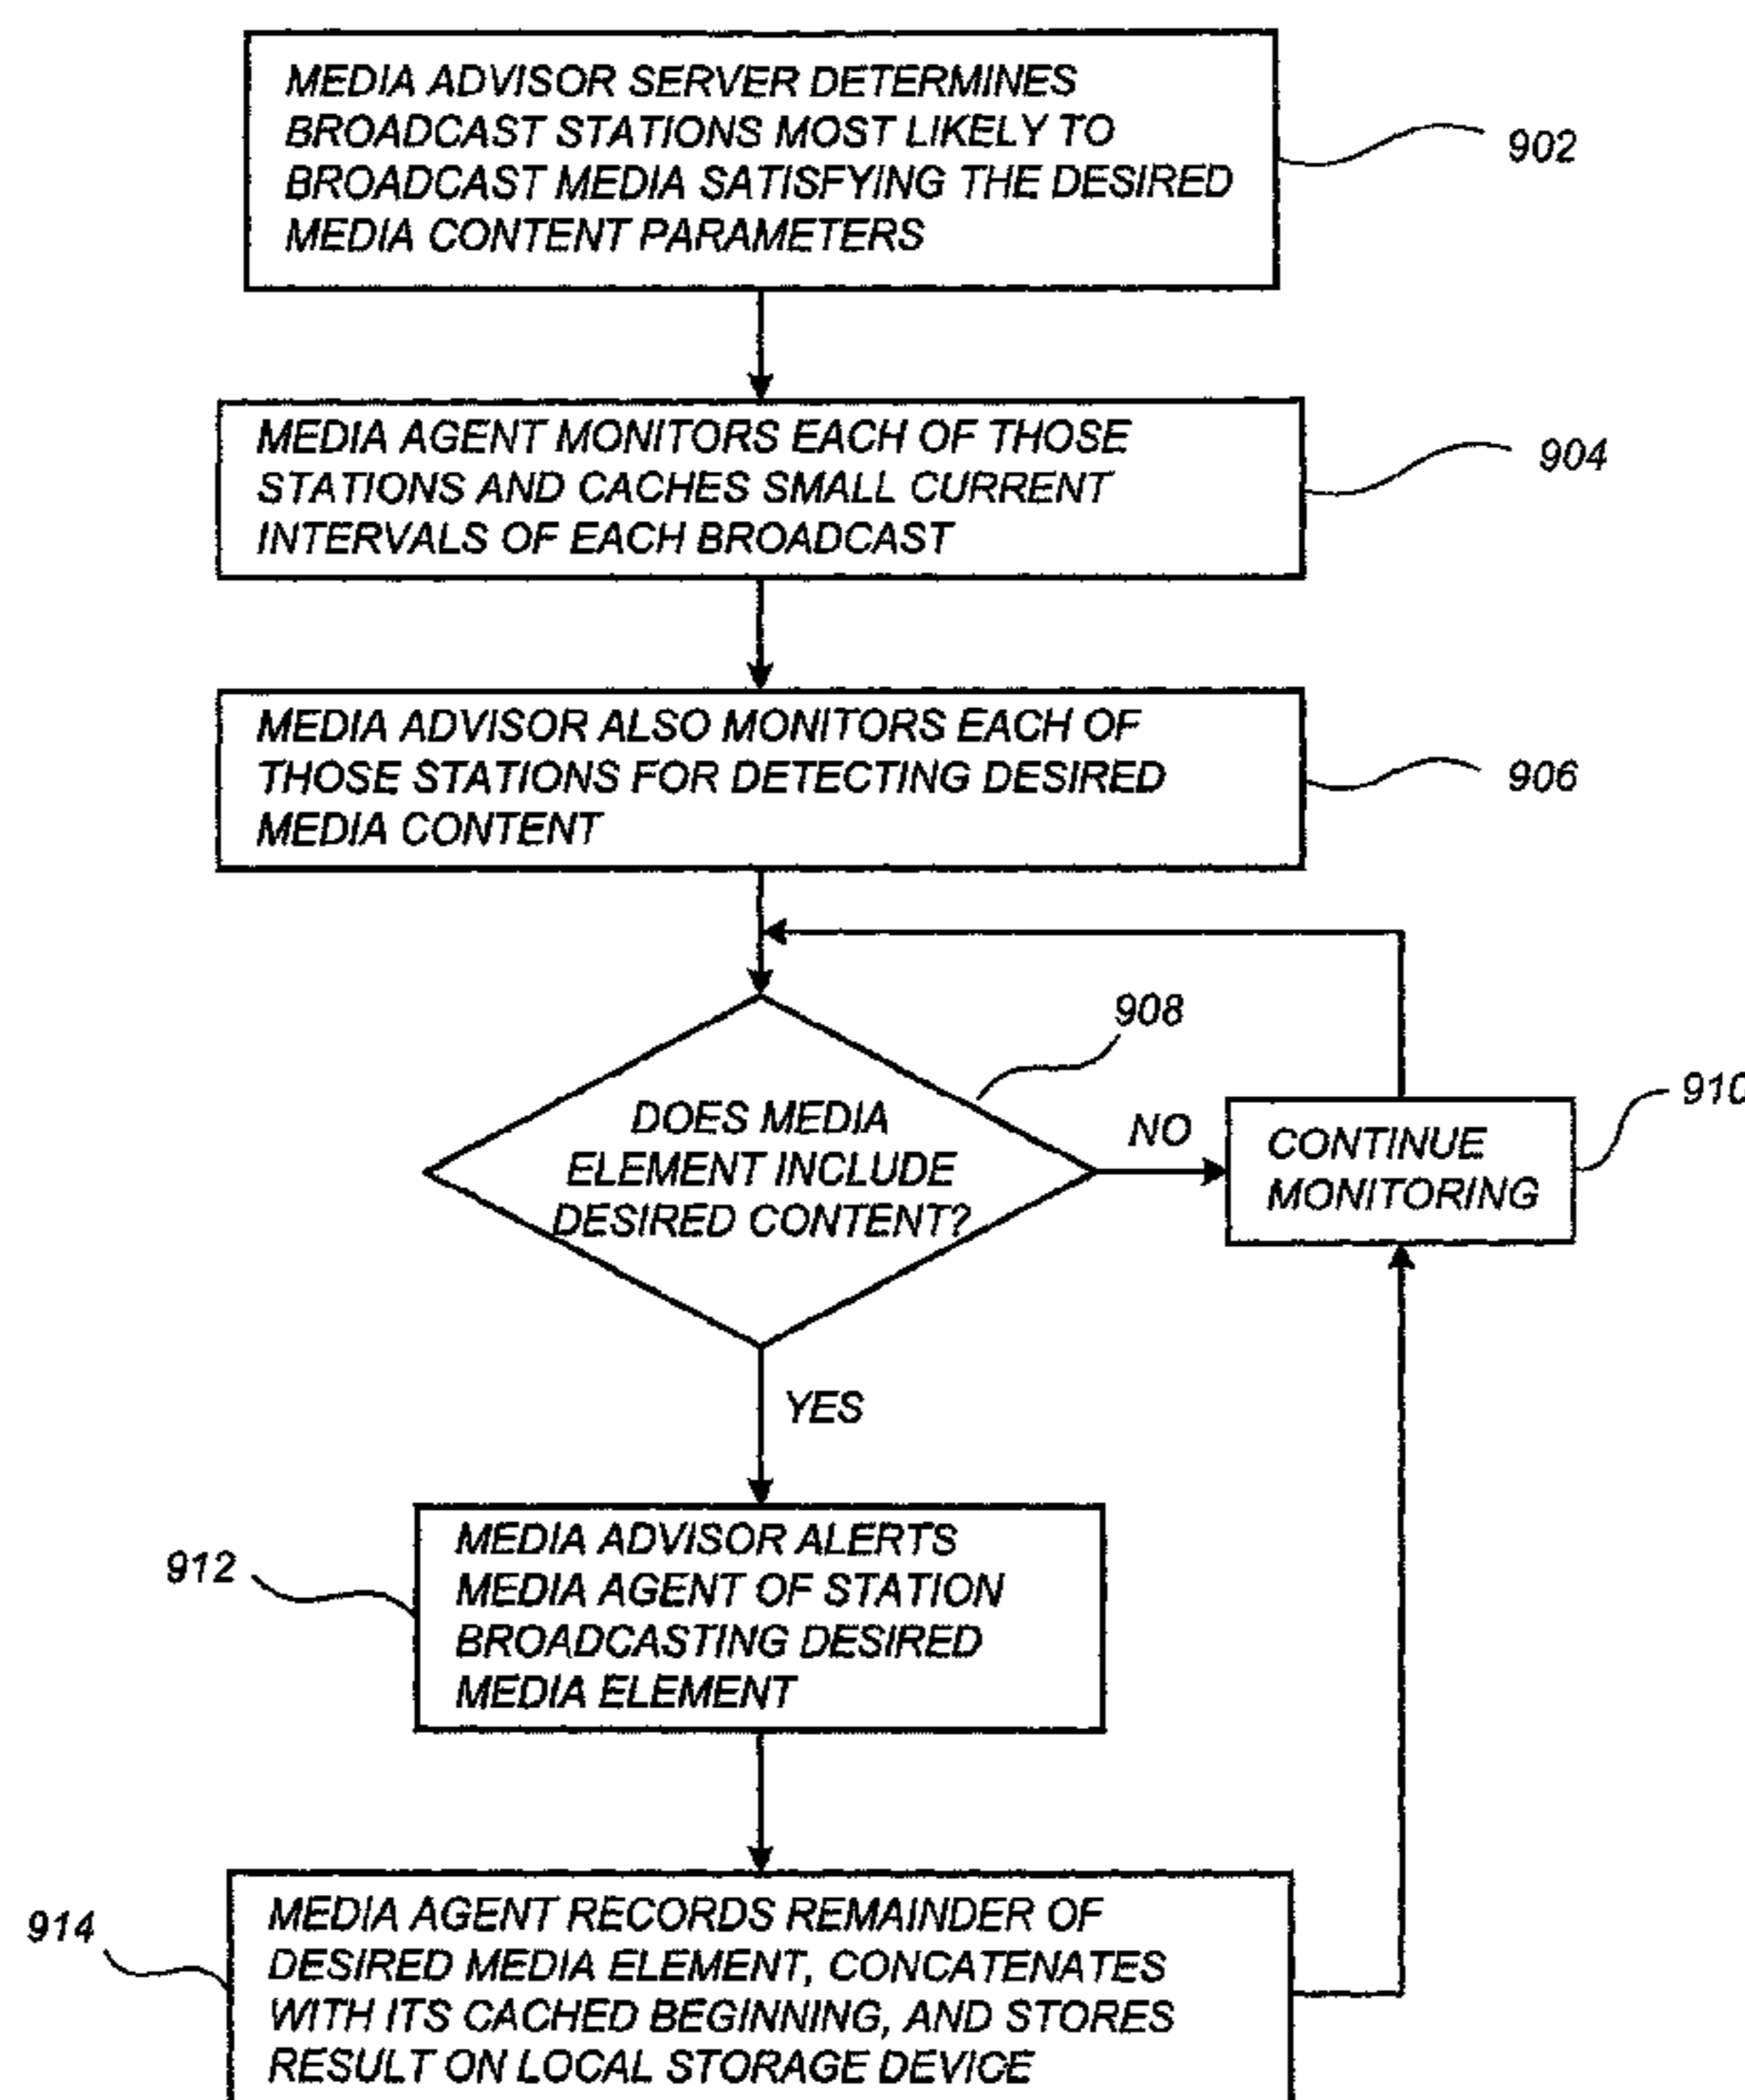 MEDIA ADVISOR SERVER DETERMINES
BROADCAST STATIONS MOST LIKELY TO
BROADCAST MEDIA SATISFYING THE DESIRED
MEDIA CONTENT PARAMETERS
902
MEDIA AGENT MONITORS EACH OF THOSE
STATIONS AND CACHES SMALL CURRENT
INTERVALS OF EACH BROADCAST
904
MEDIA ADVISOR ALSO MONITORS EACH OF
THOSE STATIONS FOR DETECTING DESIRED
MEDIA CONTENT
906
908
DOES MEDIA
ELEMENT INCLUDE
DESIRED CONTENT?
NO
CONTINUE
MONITORING
910
YES
912
MEDIA ADVISOR ALERTS
MEDIA AGENT OF STATION
BROADCASTING DESIRED
MEDIA ELEMENT
914
MEDIA AGENT RECORDS REMAINDER OF
DESIRED MEDIA ELEMENT, CONCATENATES
WITH ITS CACHED BEGINNING, AND STORES
RESULT ON LOCAL STORAGE DEVICE